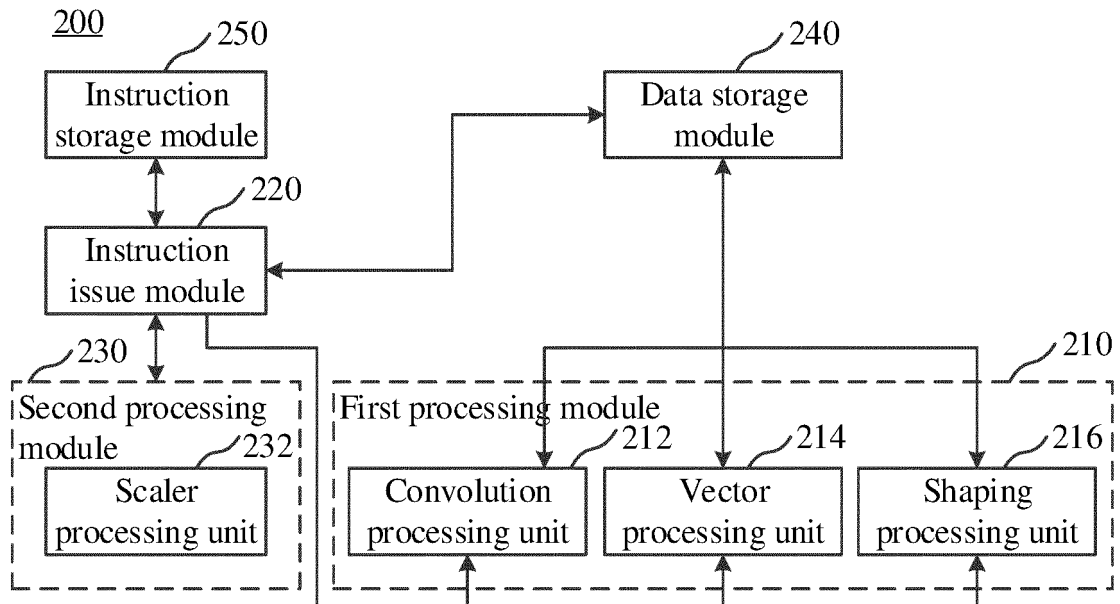 200
250
240
Instruction
storage module
Data storage
module
220
Instruction
issue module
230
210
Second processing
module
First processing module
232
212
214
216
Scaler
processing unit
Convolution
processing unit
Vector
processing unit
Shaping
processing unit